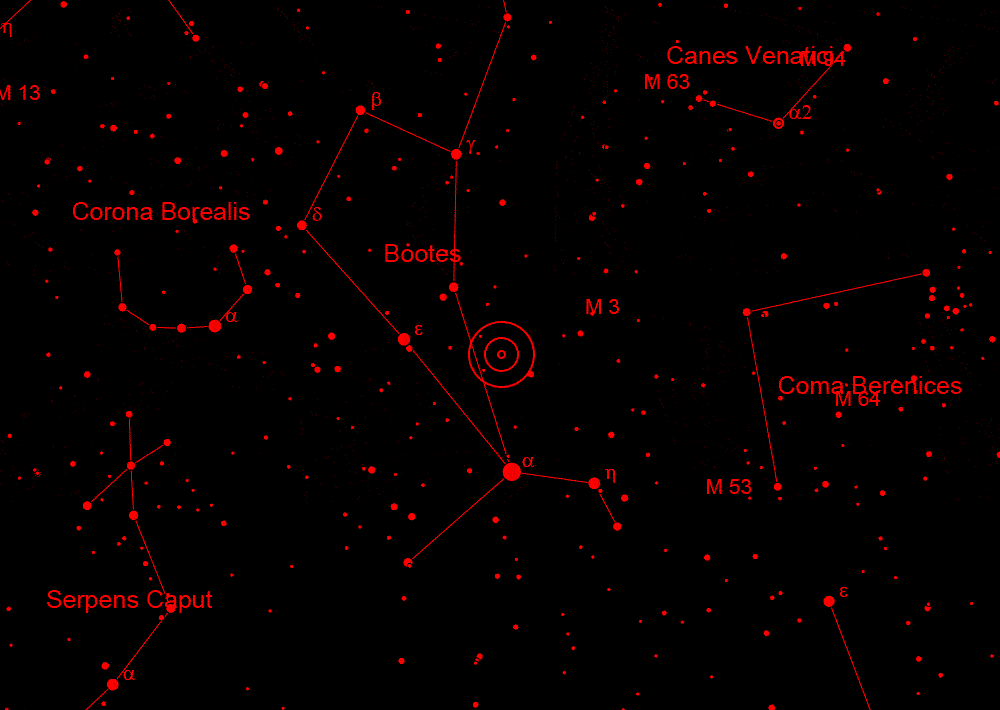 η
Canes Venatici
M 94
M 63
M 13
β
α2
γ
Corona Borealis
δ
Bootes
M 3
α
ε
Coma Berenices
M 64
α
η
M 53
Serpens Caput
ε
α